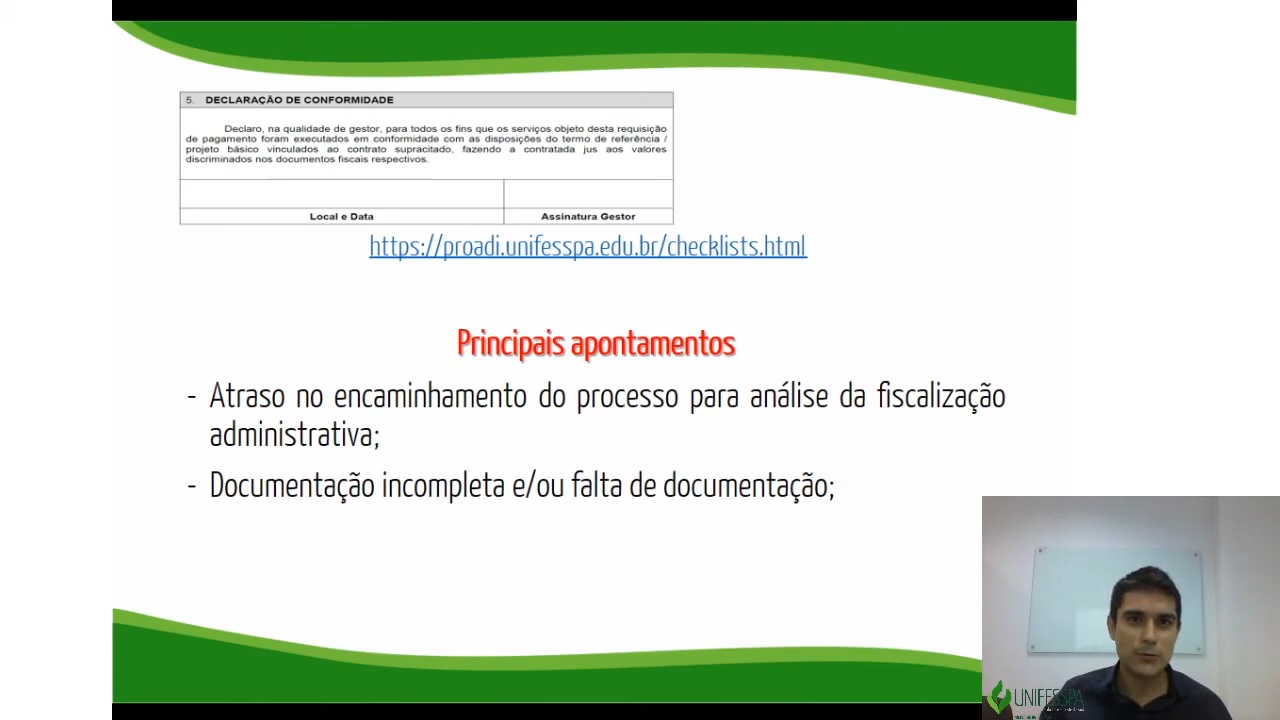 5. DECLARAÇÃO DE CONFORMIDADE
Declaro, na qualidade de gestor, para todos os fins que os serviços objeto desta requisição
de pagamento foram executados em conformidade com as disposições do termo de referência /
projeto básico vinculados ao contrato supracitado, fazendo a contratada jus aos valores
discriminados nos documentos fiscais respectivos.
Local e Data
Assinatura Gestor
https://proadi.unifesspa.edu.br/checklists.html
Principais apontamentos
- Atraso no encaminhamento do processo para análise da fiscalização
administrativa;
- Documentação incompleta e/ou falta de documentação;
UNIFESSPA